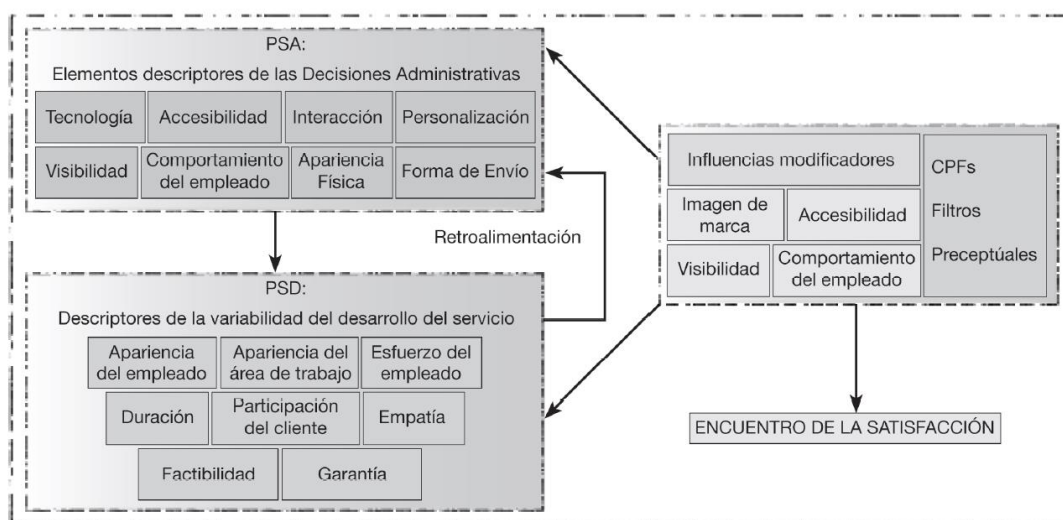 PSA:
Elementos descriptores de las Decisiones Administrativas
Tecnología
Accesibilidad
Interacción
Personalización
Visibilidad
Comportamiento
del empleado
Apariencia
Física
Forma de Envío
Retroalimentación
PSD:
Descriptores de la variabilidad del desarrollo del servicio
Apariencia
del empleado
Apariencia del
área de trabajo
Esfuerzo del
empleado
Duración
Participación
del cliente
Empatía
Factibilidad
Garantía
Influencias modificadores
Imagen de
marca
Accesibilidad
Visibilidad
Comportamiento
del empleado
CPFs
Filtros
Preceptúales
ENCUENTRO DE LA SATISFACCIÓN